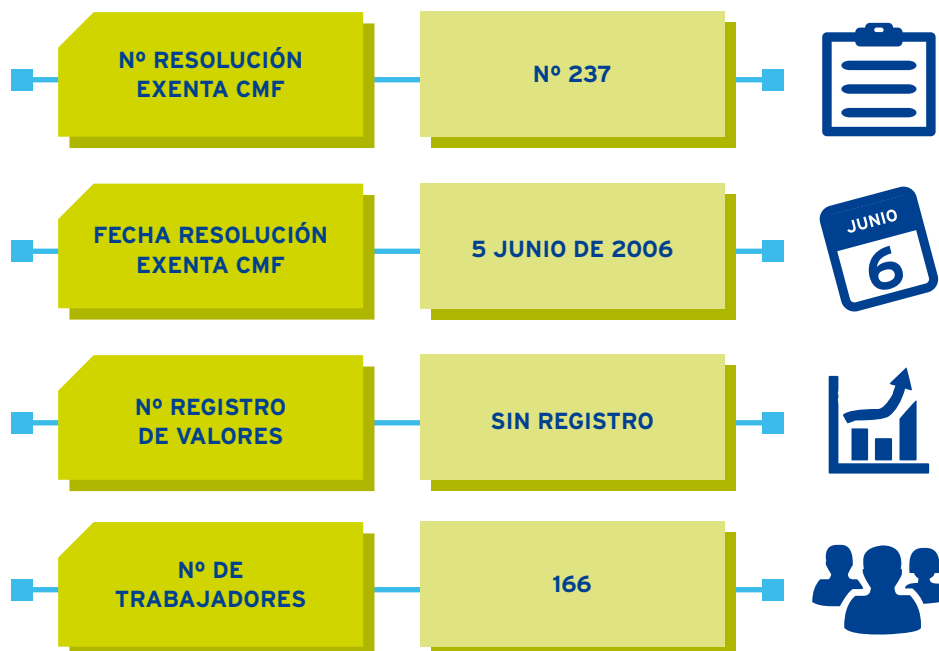 Nº RESOLUCIÓN
EXENTA CMF
Nº 237
FECHA RESOLUCIÓN
EXENTA CMF
5 JUNIO DE 2006
JUNIO
6
Nº REGISTRO
DE VALORES
SIN REGISTRO
Nº DE
TRABAJADORES
166